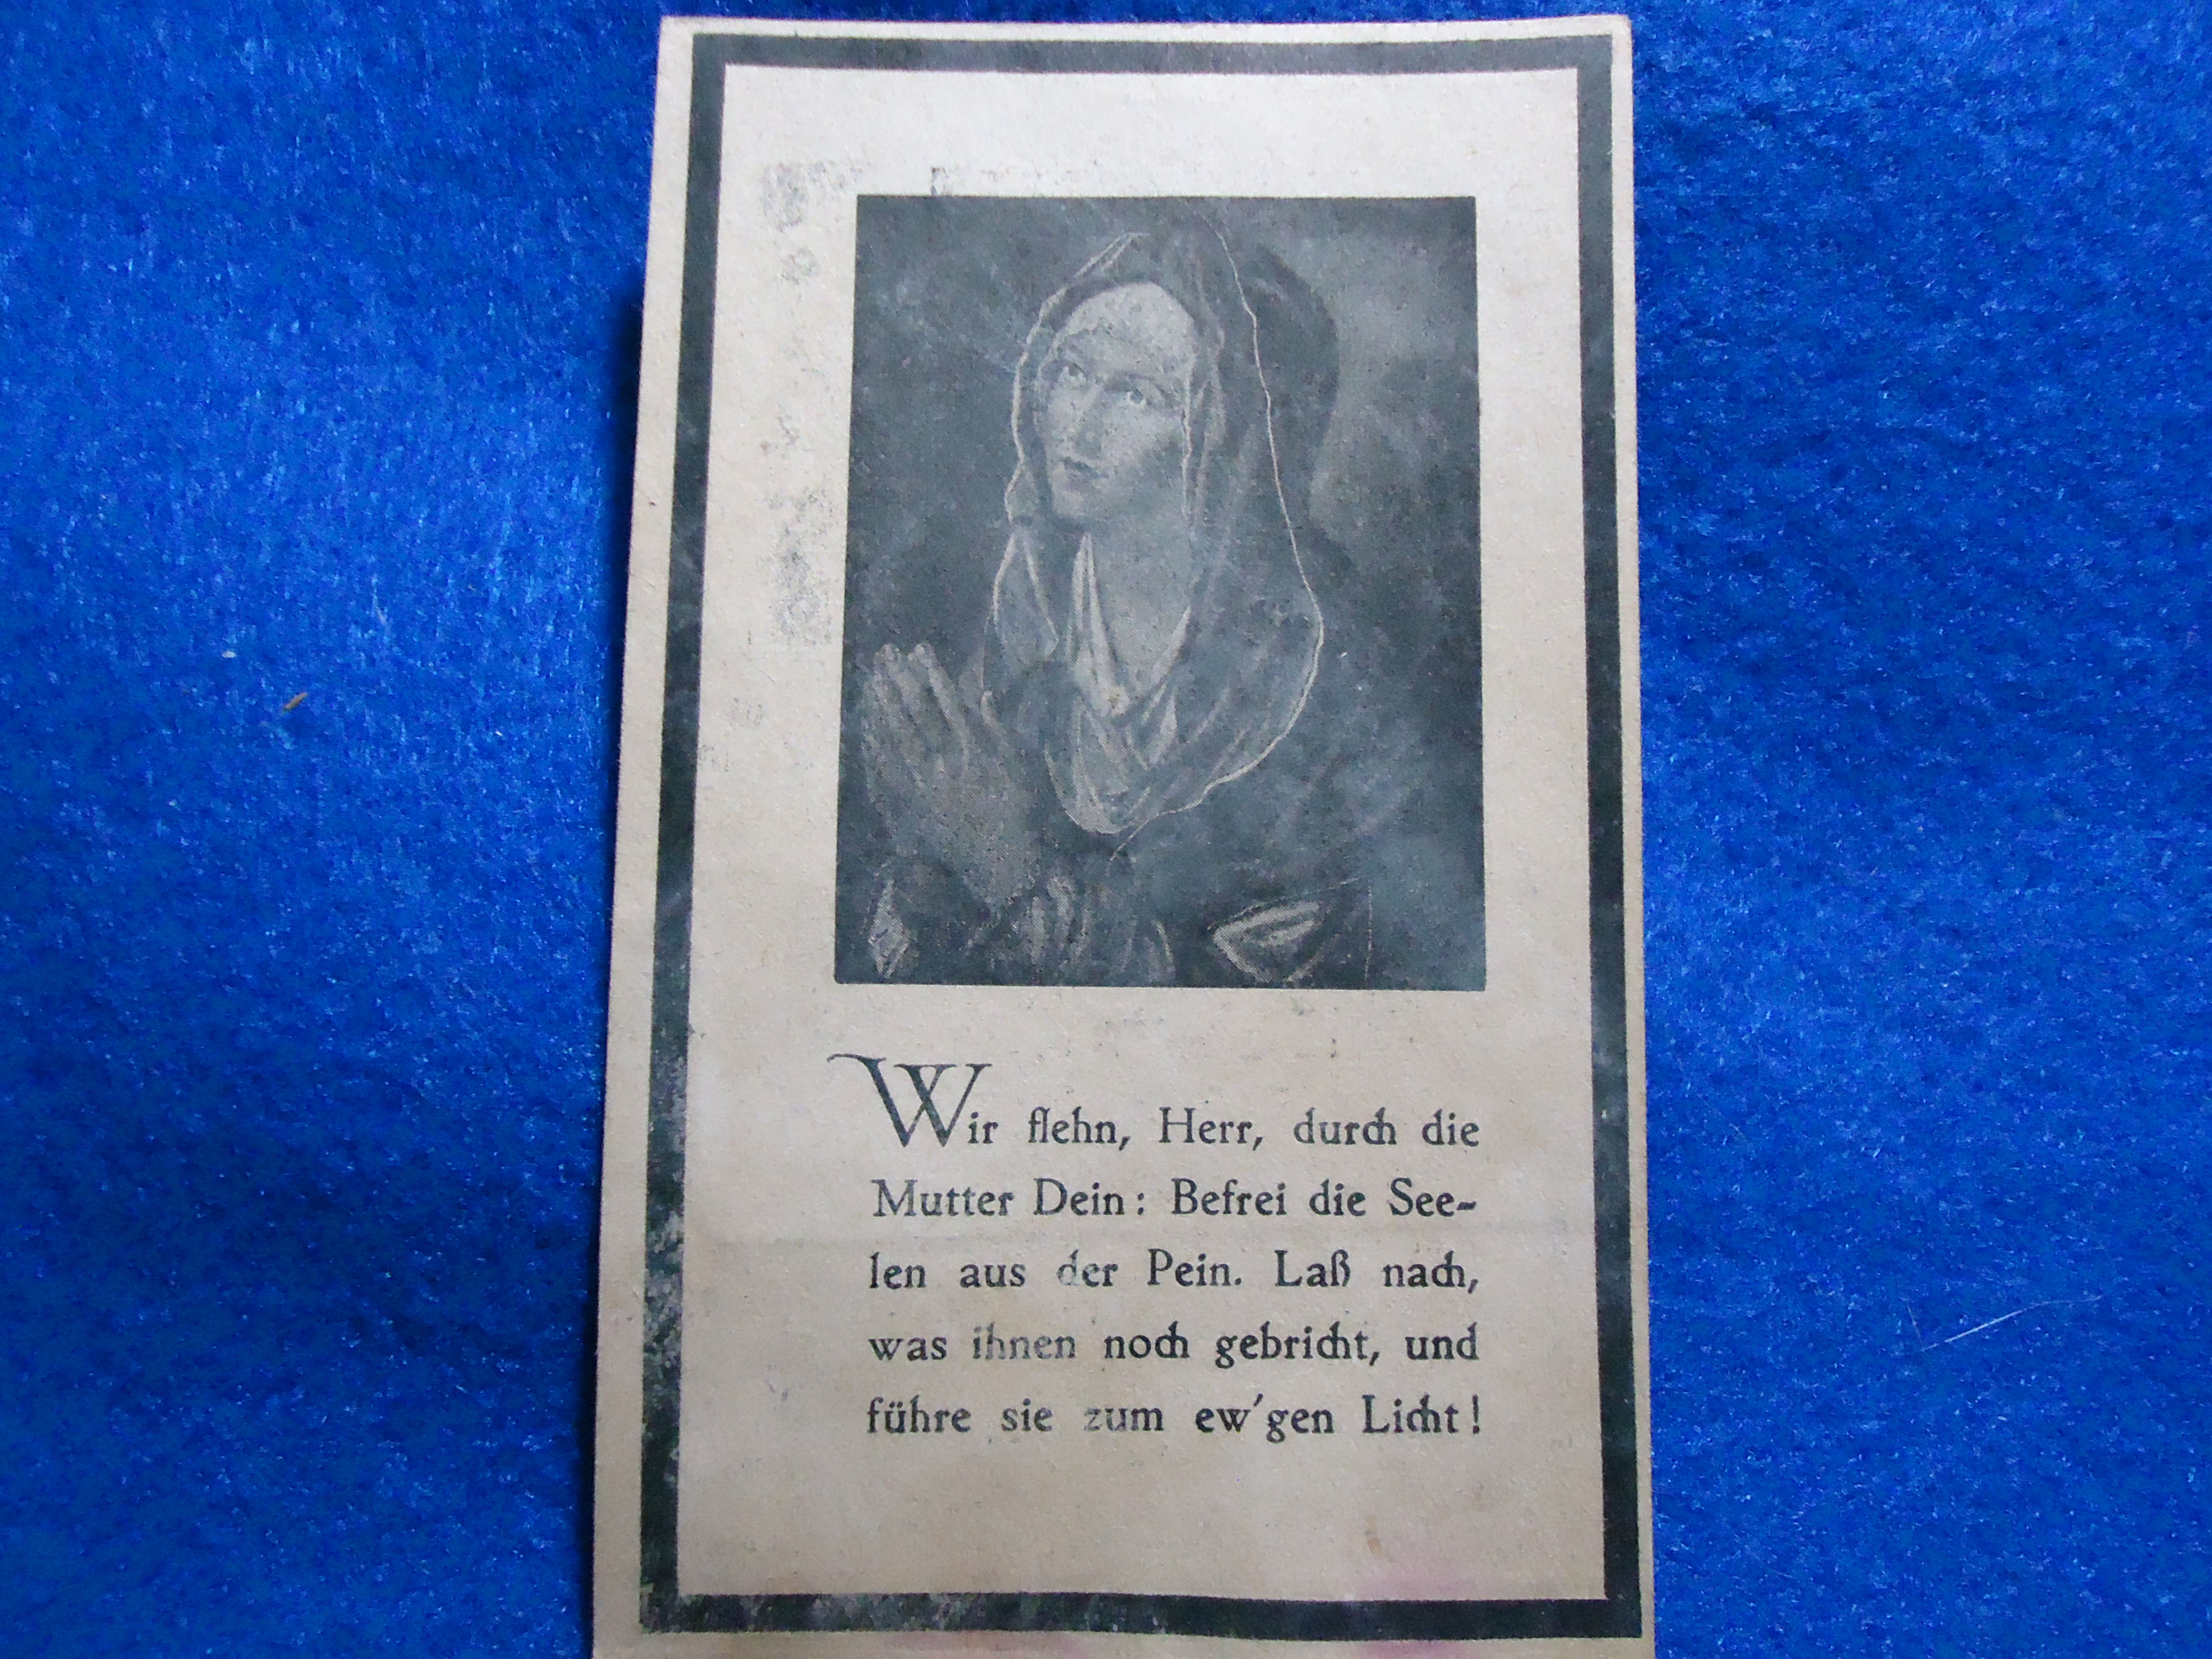 Wir flehn, Herr, durch die
Mutter Dein: Befrei die See-
len aus der Pein. Laß nach,
was ihnen noch gebricht, und
führe sie zum ew'gen Licht!